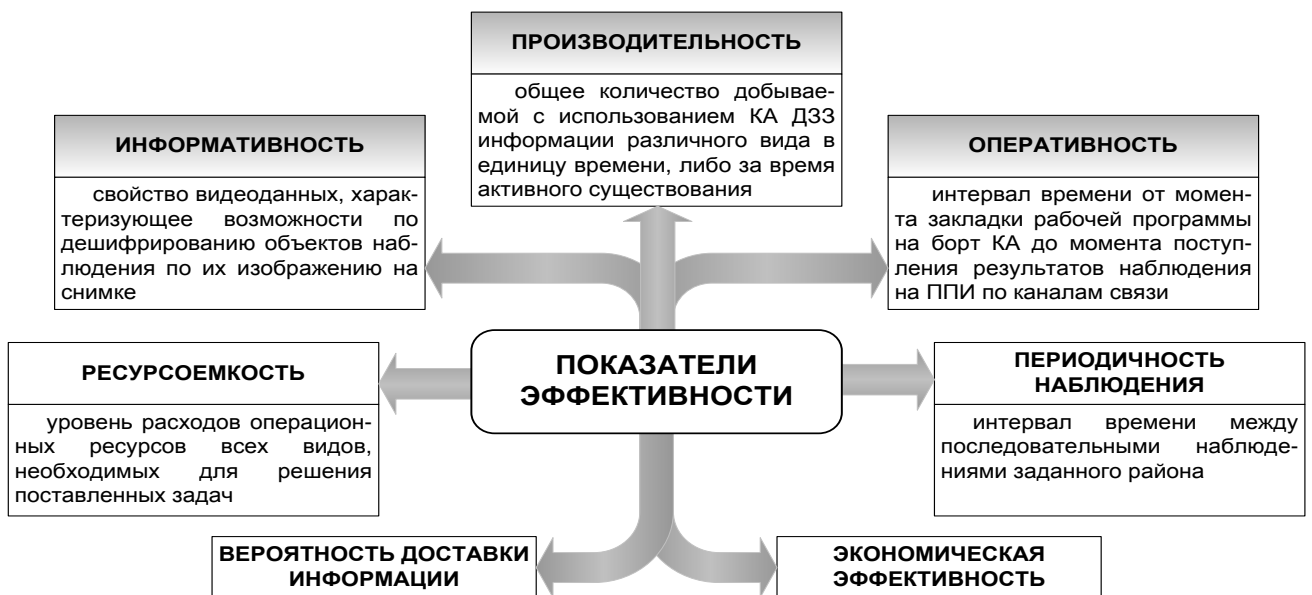 ПРОИЗВОДИТЕЛЬНОСТЬ
общее количество добывае-
мой с использованием КА ДЗЗ
информации различного вида в
единицу времени, либо за время
активного существования
ИНФОРМАТИВНОСТЬ
свойство видеоданных, харак-
теризующее возможности по
дешифрированию объектов наб-
людения по их изображению на
снимке
ОПЕРАТИВНОСТЬ
интервал времени от момен-
та закладки рабочей программы
на борт КА до момента поступ-
ления результатов наблюдения
на ППИ по каналам связи
ПОКАЗАТЕЛИ
ЭФФЕКТИВНОСТИ
РЕСУРСОЕМКОСТЬ
уровень расходов операцион-
ных ресурсов всех видов,
необходимых для решения
поставленных задач
ПЕРИОДИЧНОСТЬ
НАБЛЮДЕНИЯ
интервал времени между
последовательными наблюде-
ниями заданного района
ВЕРОЯТНОСТЬ ДОСТАВКИ
ИНФОРМАЦИИ
ЭКОНОМИЧЕСКАЯ
ЭФФЕКТИВНОСТЬ